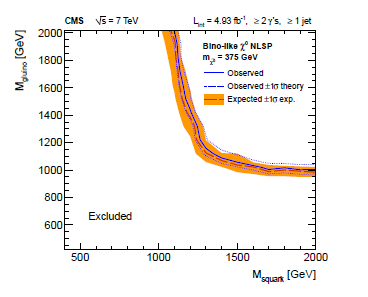 CMS √s = 7 TeV L_int = 4.93 fb⁻¹, ≥ 2 γ's, ≥ 1 jet
M_gluino [GeV]
2000
1800
1600
1400
1200
1000
800
600
Bino-like χ̃⁰ NLSP
m_χ̃⁰ = 375 GeV
Observed
Observed ±1σ theory
Expected ±1σ exp.
Excluded
500 1000 1500 2000
M_squark [GeV]